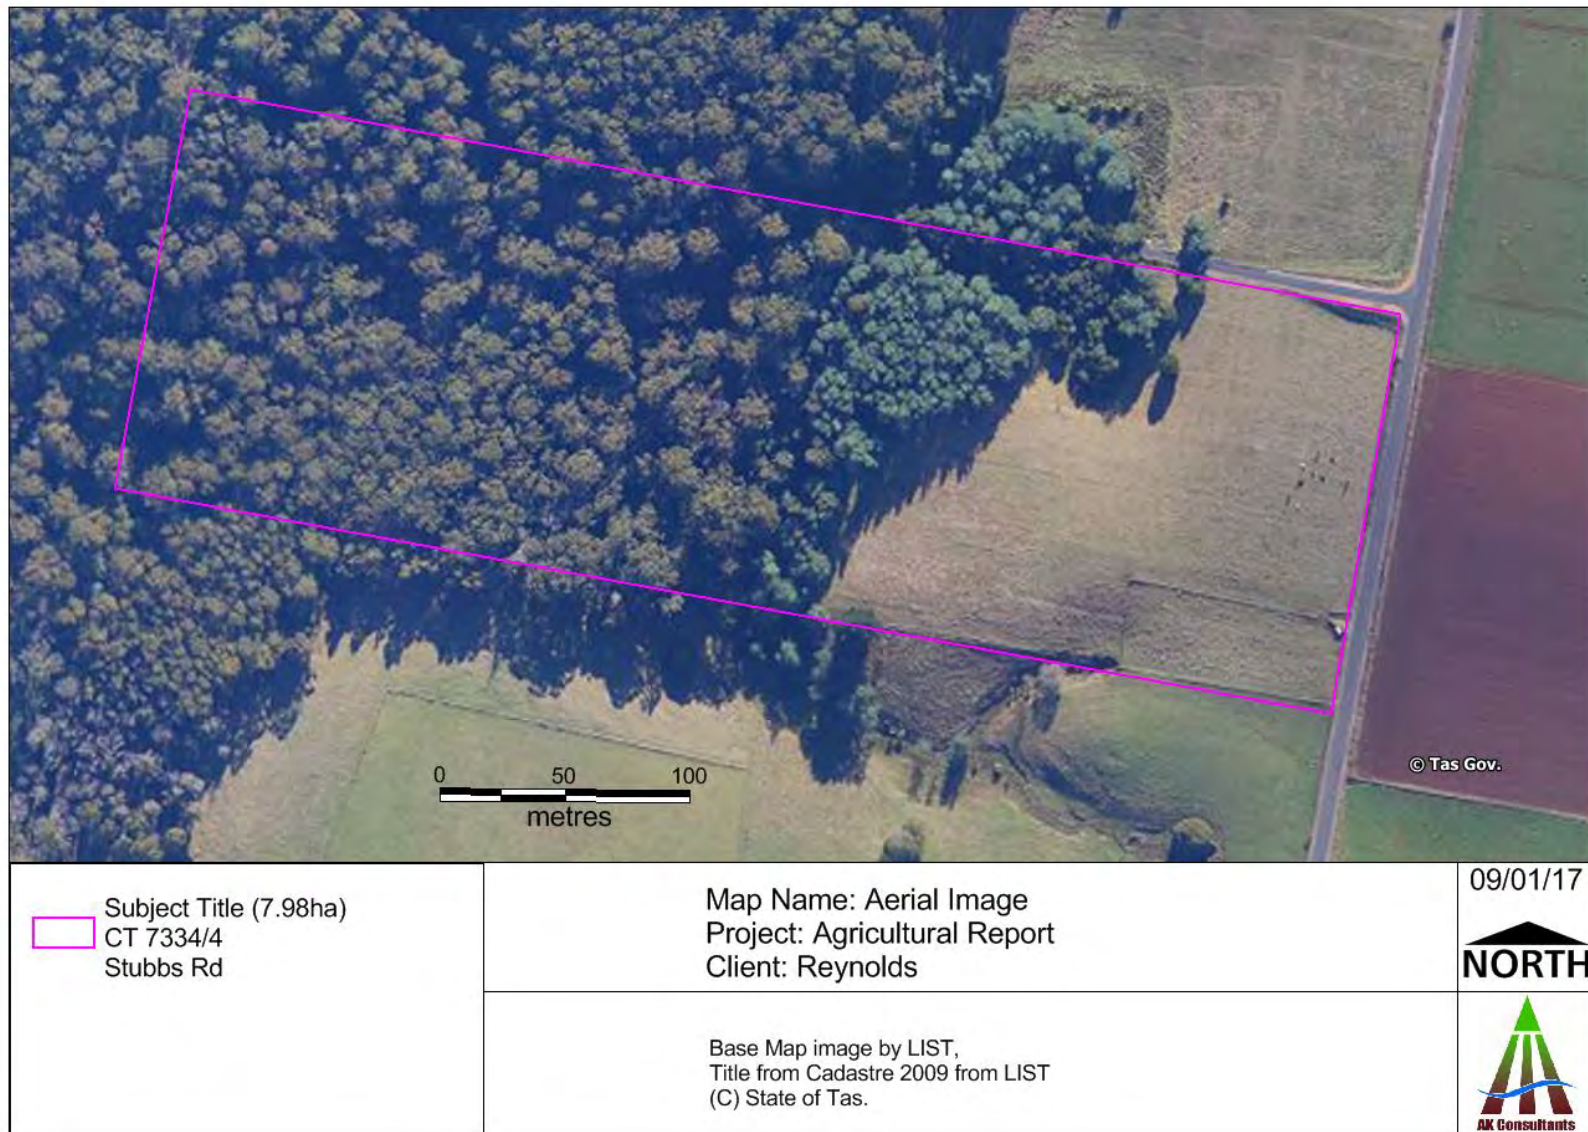 © Tas Gov.
0 50 100
metres
Subject Title (7.98ha)
CT 7334/4
Stubbs Rd
Map Name: Aerial Image
Project: Agricultural Report
Client: Reynolds
Base Map image by LIST,
Title from Cadastre 2009 from LIST
(C) State of Tas.
09/01/17
NORTH
AK Consultants